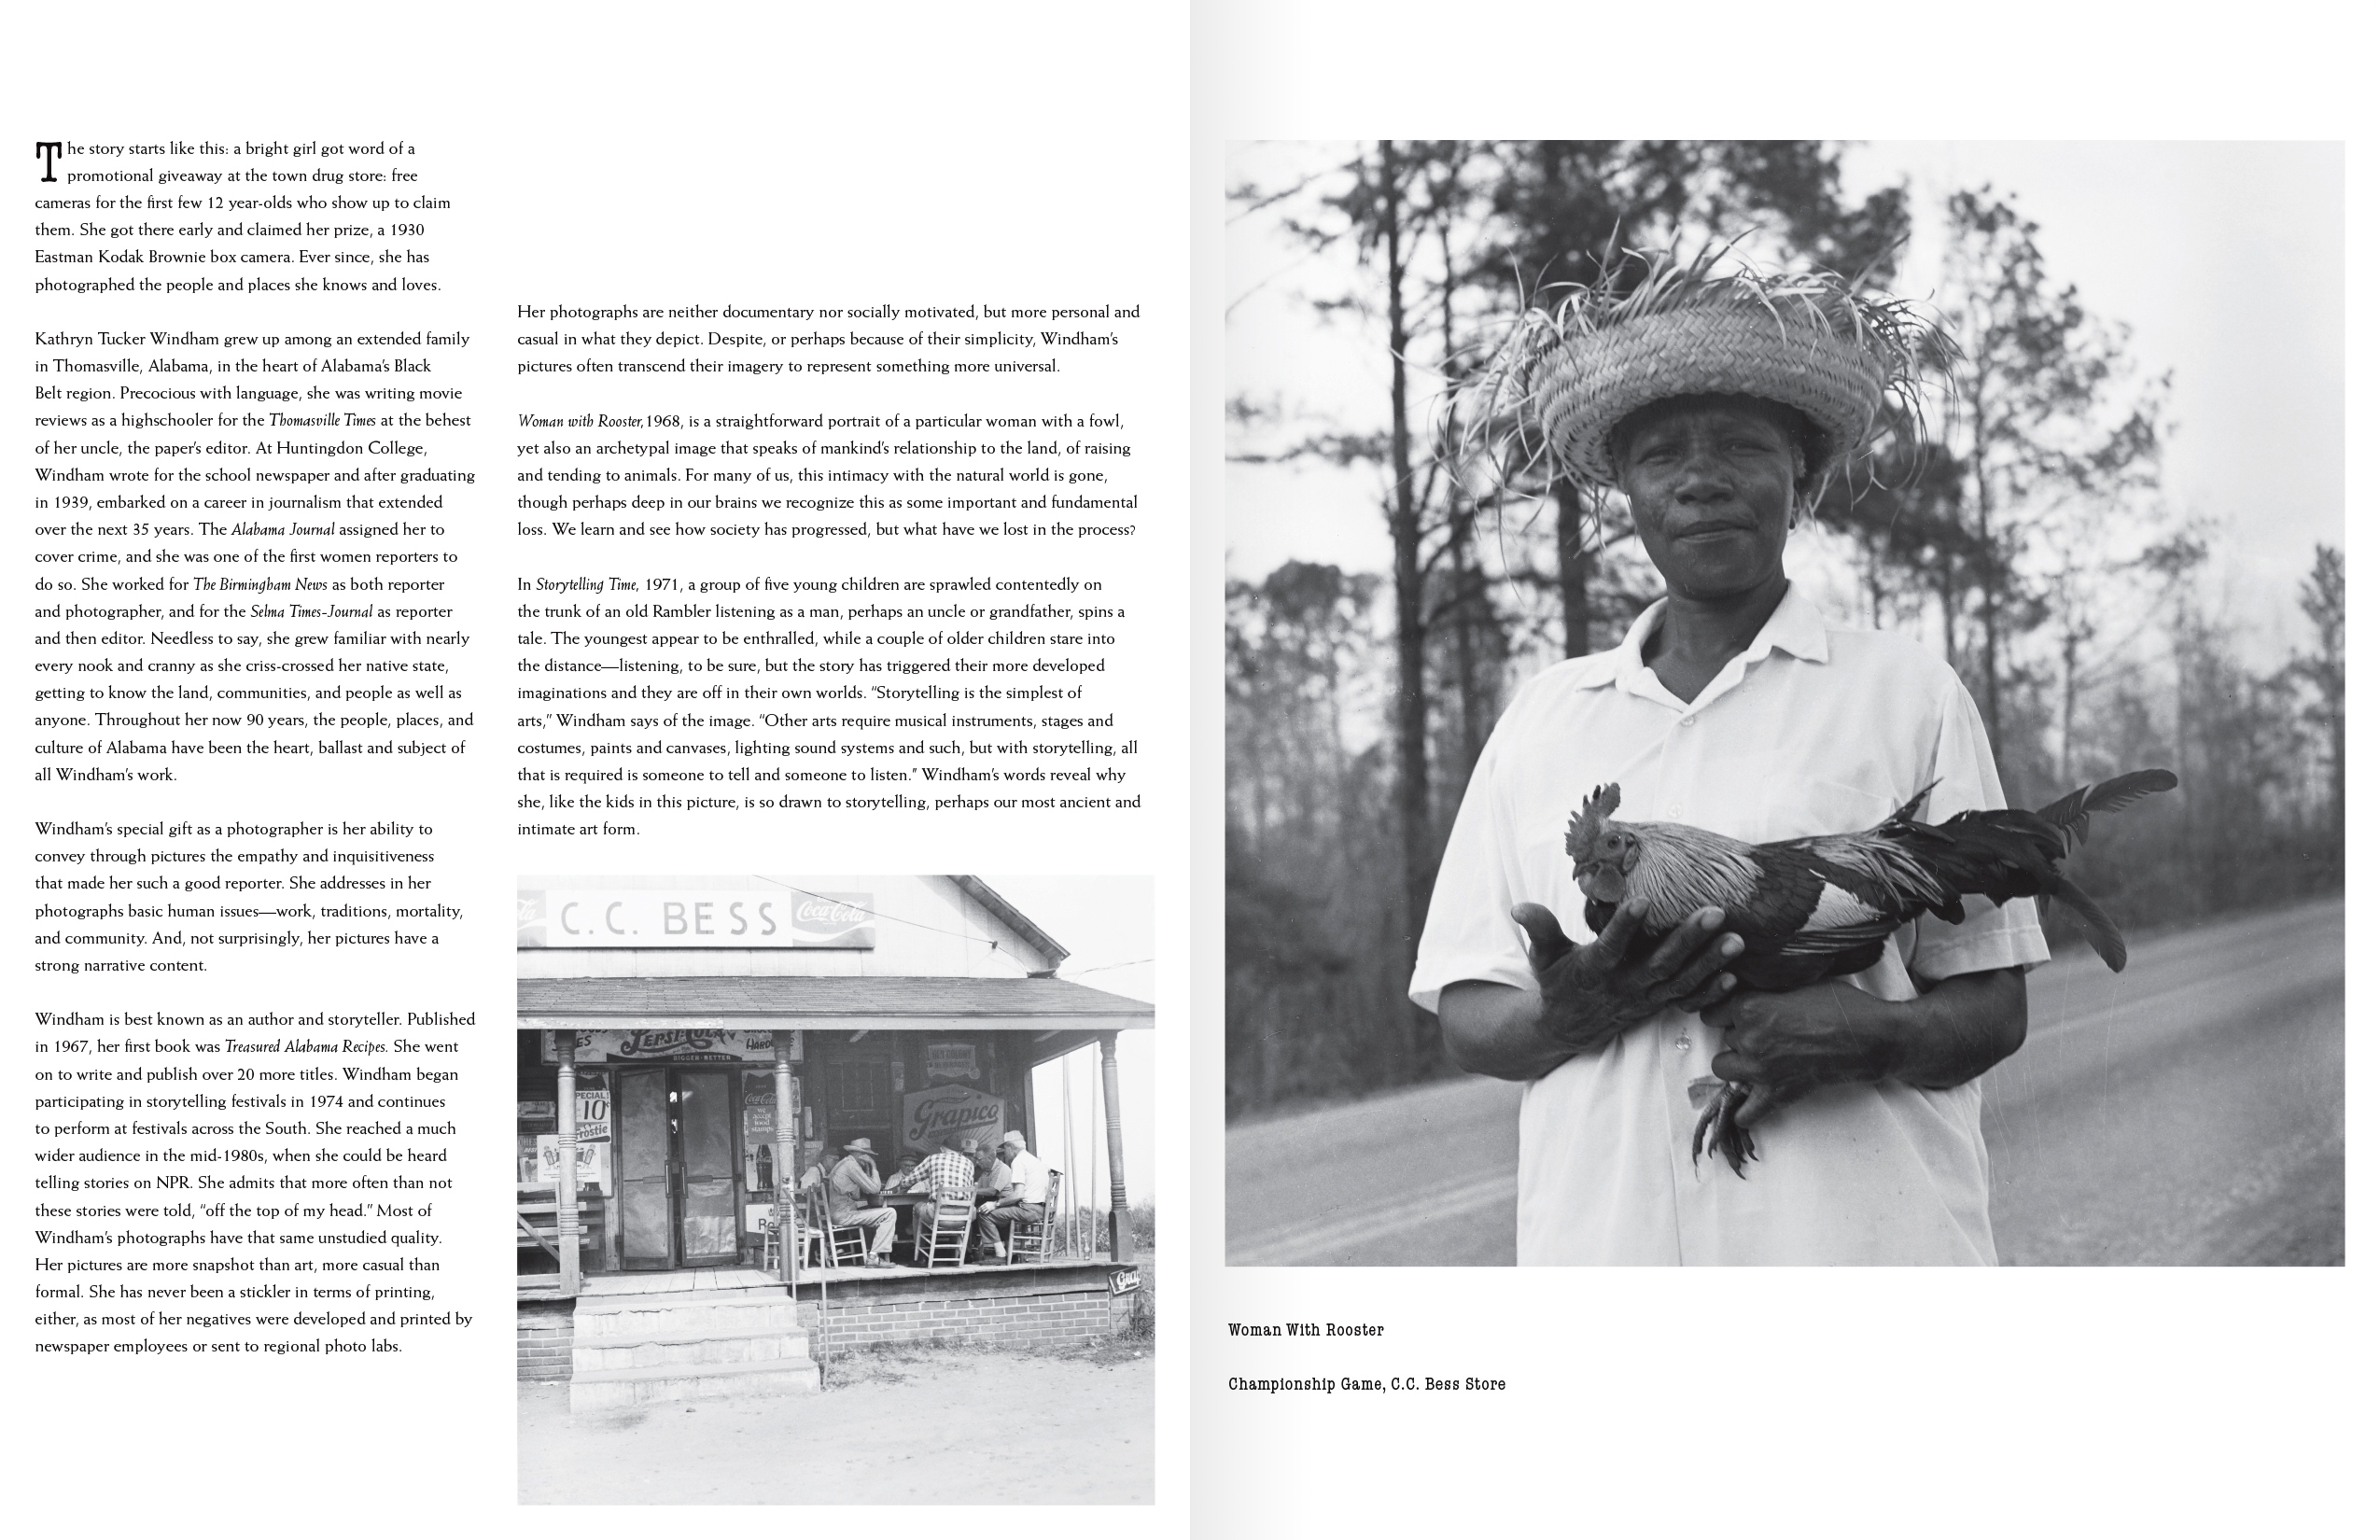 The story starts like this: a bright girl got word of a
promotional giveaway at the town drug store: free
cameras for the first few 12 year-olds who show up to claim
them. She got there early and claimed her prize, a 1930
Eastman Kodak Brownie box camera. Ever since, she has
photographed the people and places she knows and loves.
Kathryn Tucker Windham grew up among an extended family
in Thomasville, Alabama, in the heart of Alabama's Black
Belt region. Precocious with language, she was writing movie
reviews as a highschooler for the Thomasville Times at the behest
of her uncle, the paper's editor. At Huntingdon College,
Windham wrote for the school newspaper and after graduating
in 1939, embarked on a career in journalism that extended
over the next 35 years. The Alabama Journal assigned her to
cover crime, and she was one of the first women reporters to
do so. She worked for The Birmingham News as both reporter
and photographer, and for the Selma Times-Journal as reporter
and then editor. Needless to say, she grew familiar with nearly
every nook and cranny as she criss-crossed her native state,
getting to know the land, communities, and people as well as
anyone. Throughout her now 90 years, the people, places, and
culture of Alabama have been the heart, ballast and subject of
all Windham's work.
Windham's special gift as a photographer is her ability to
convey through pictures the empathy and inquisitiveness
that made her such a good reporter. She addresses in her
photographs basic human issues—work, traditions, mortality,
and community. And, not surprisingly, her pictures have a
strong narrative content.
Windham is best known as an author and storyteller. Published
in 1967, her first book was Treasured Alabama Recipes. She went
on to write and publish over 20 more titles. Windham began
participating in storytelling festivals in 1974 and continues
to perform at festivals across the South. She reached a much
wider audience in the mid-1980s, when she could be heard
telling stories on NPR. She admits that more often than not
these stories were told, “off the top of my head.” Most of
Windham's photographs have that same unstudied quality.
Her pictures are more snapshot than art, more casual than
formal. She has never been a stickler in terms of printing,
either, as most of her negatives were developed and printed by
newspaper employees or sent to regional photo labs.
Her photographs are neither documentary nor socially motivated, but more personal and
casual in what they depict. Despite, or perhaps because of their simplicity, Windham's
pictures often transcend their imagery to represent something more universal.
Woman with Rooster, 1968, is a straightforward portrait of a particular woman with a fowl,
yet also an archetypal image that speaks of mankind's relationship to the land, of raising
and tending to animals. For many of us, this intimacy with the natural world is gone,
though perhaps deep in our brains we recognize this as some important and fundamental
loss. We learn and see how society has progressed, but what have we lost in the process?
In Storytelling Time, 1971, a group of five young children are sprawled contentedly on
the trunk of an old Rambler listening as a man, perhaps an uncle or grandfather, spins a
tale. The youngest appear to be enthralled, while a couple of older children stare into
the distance—listening, to be sure, but the story has triggered their more developed
imaginations and they are off in their own worlds. “Storytelling is the simplest of
arts,” Windham says of the image. “Other arts require musical instruments, stages and
costumes, paints and canvases, lighting sound systems and such, but with storytelling, all
that is required is someone to tell and someone to listen.” Windham's words reveal why
she, like the kids in this picture, is so drawn to storytelling, perhaps our most ancient and
intimate art form.
C.C. BESS
Coca-Cola
PEPSI-COLA
BIGGER-BETTER
SPECIAL!
10¢
Frostie
Coca-Cola
we
accept
food
stamps
Grapico
Woman With Rooster
Championship Game, C.C. Bess Store